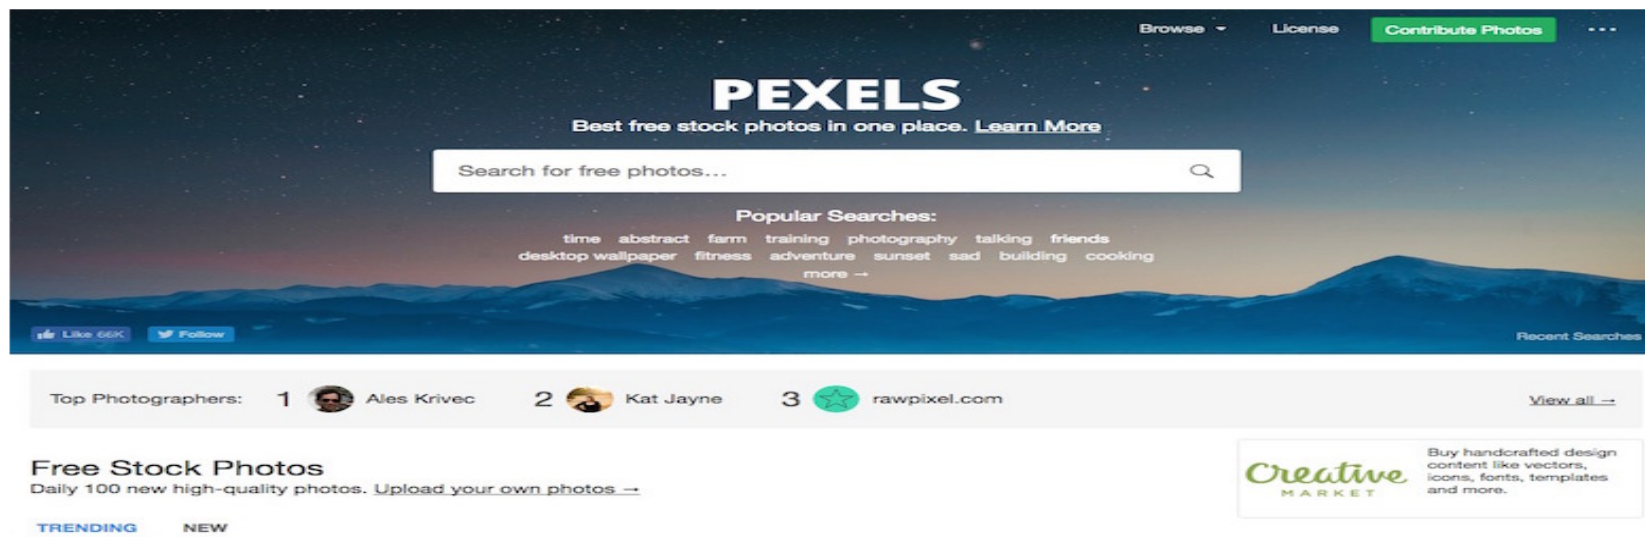 Browse License Contribute Photos ...
PEXELS
Best free stock photos in one place. Learn More
Search for free photos...
Popular Searches:
time abstract farm training photography talking friends
desktop wallpaper fitness adventure sunset sad building cooking
more →
Like 66K Follow Recent Searches
Top Photographers: 1 Ales Krivec 2 Kat Jayne 3 rawpixel.com View all →
Free Stock Photos
Daily 100 new high-quality photos. Upload your own photos →
TRENDING NEW
Creative
MARKET
Buy handcrafted design
content like vectors,
icons, fonts, templates
and more.